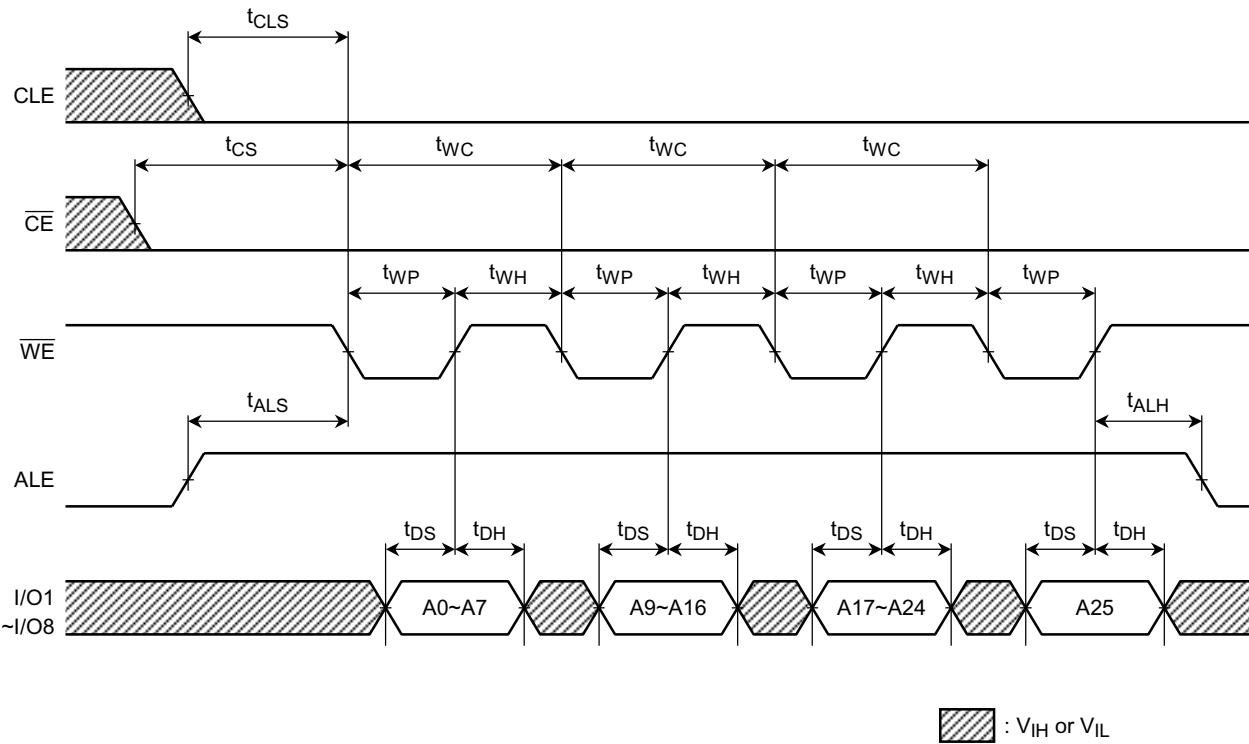 tCLS
CLE
tCS tWC tWC tWC
CE
tWP tWH tWP tWH tWP tWH tWP
WE
tALS tALH
ALE
tDS tDH tDS tDH tDS tDH tDS tDH
I/O1
~I/O8
A0~A7 A9~A16 A17~A24 A25
: VIH or VIL